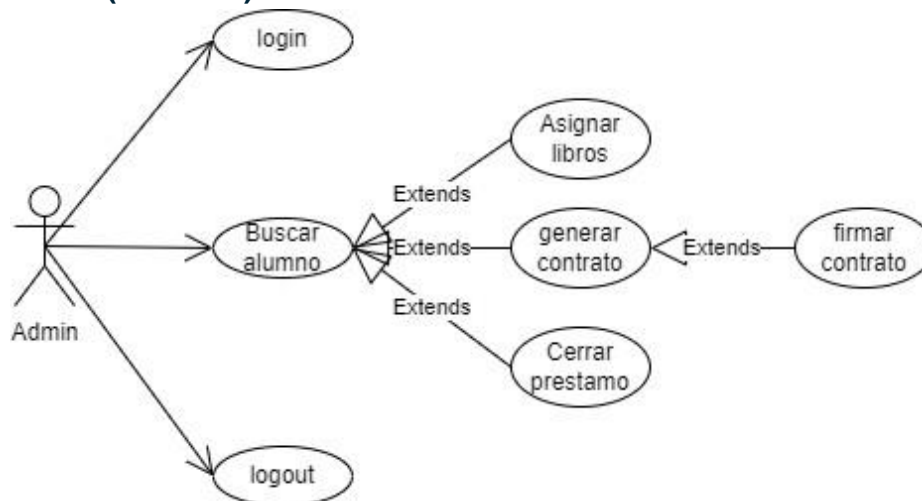 login
Asignar
libros
Extends
Buscar
alumno
Extends
generar
contrato
Extends
firmar
contrato
Extends
Admin
Cerrar
prestamo
logout